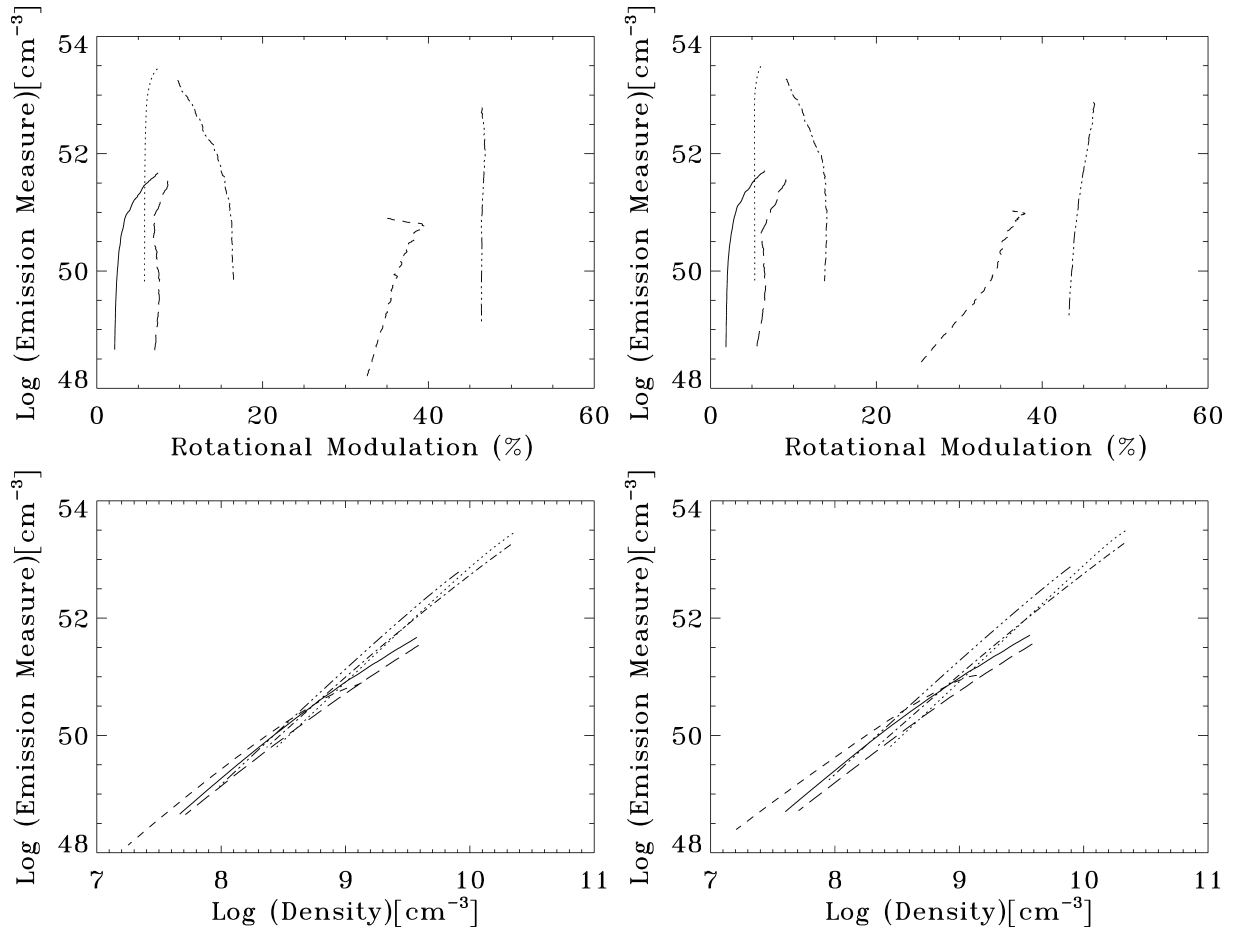 Log (Emission Measure)[cm⁻³]
54
52
50
48
0 20 40 60
Rotational Modulation (%)
Log (Emission Measure)[cm⁻³]
54
52
50
48
0 20 40 60
Rotational Modulation (%)
Log (Emission Measure)[cm⁻³]
54
52
50
48
7 8 9 10 11
Log (Density)[cm⁻³]
Log (Emission Measure)[cm⁻³]
54
52
50
48
7 8 9 10 11
Log (Density)[cm⁻³]